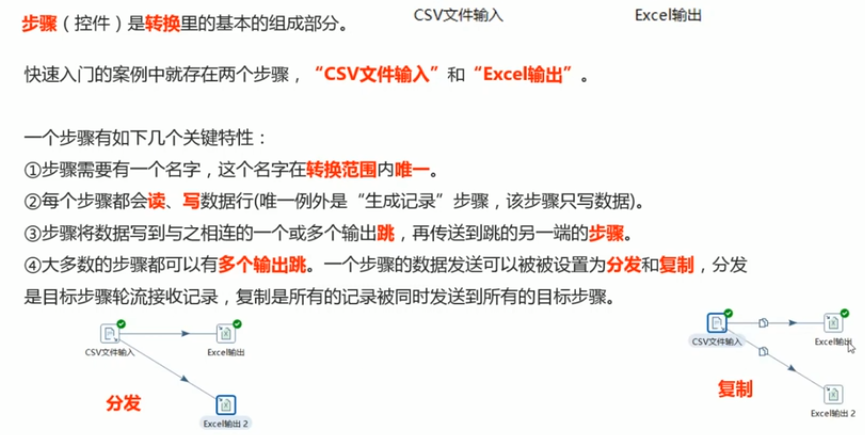 CSV文件输入 Excel输出
步骤（控件）是转换里的基本的组成部分。
快速入门的案例中就存在两个步骤，“CSV文件输入”和“Excel输出”。
一个步骤有如下几个关键特性：
①步骤需要有一个名字，这个名字在转换范围内唯一。
②每个步骤都会读、写数据行(唯一例外是“生成记录”步骤，该步骤只写数据)。
③步骤将数据写到与之相连的一个或多个输出跳，再传送到跳的另一端的步骤。
④大多数的步骤都可以有多个输出跳。一个步骤的数据发送可以被被设置为分发和复制，分发
是目标步骤轮流接收记录，复制是所有的记录被同时发送到所有的目标步骤。
CSV文件输入
Excel输出
分发
Excel输出 2
CSV文件输入
Excel输出
复制
Excel输出 2